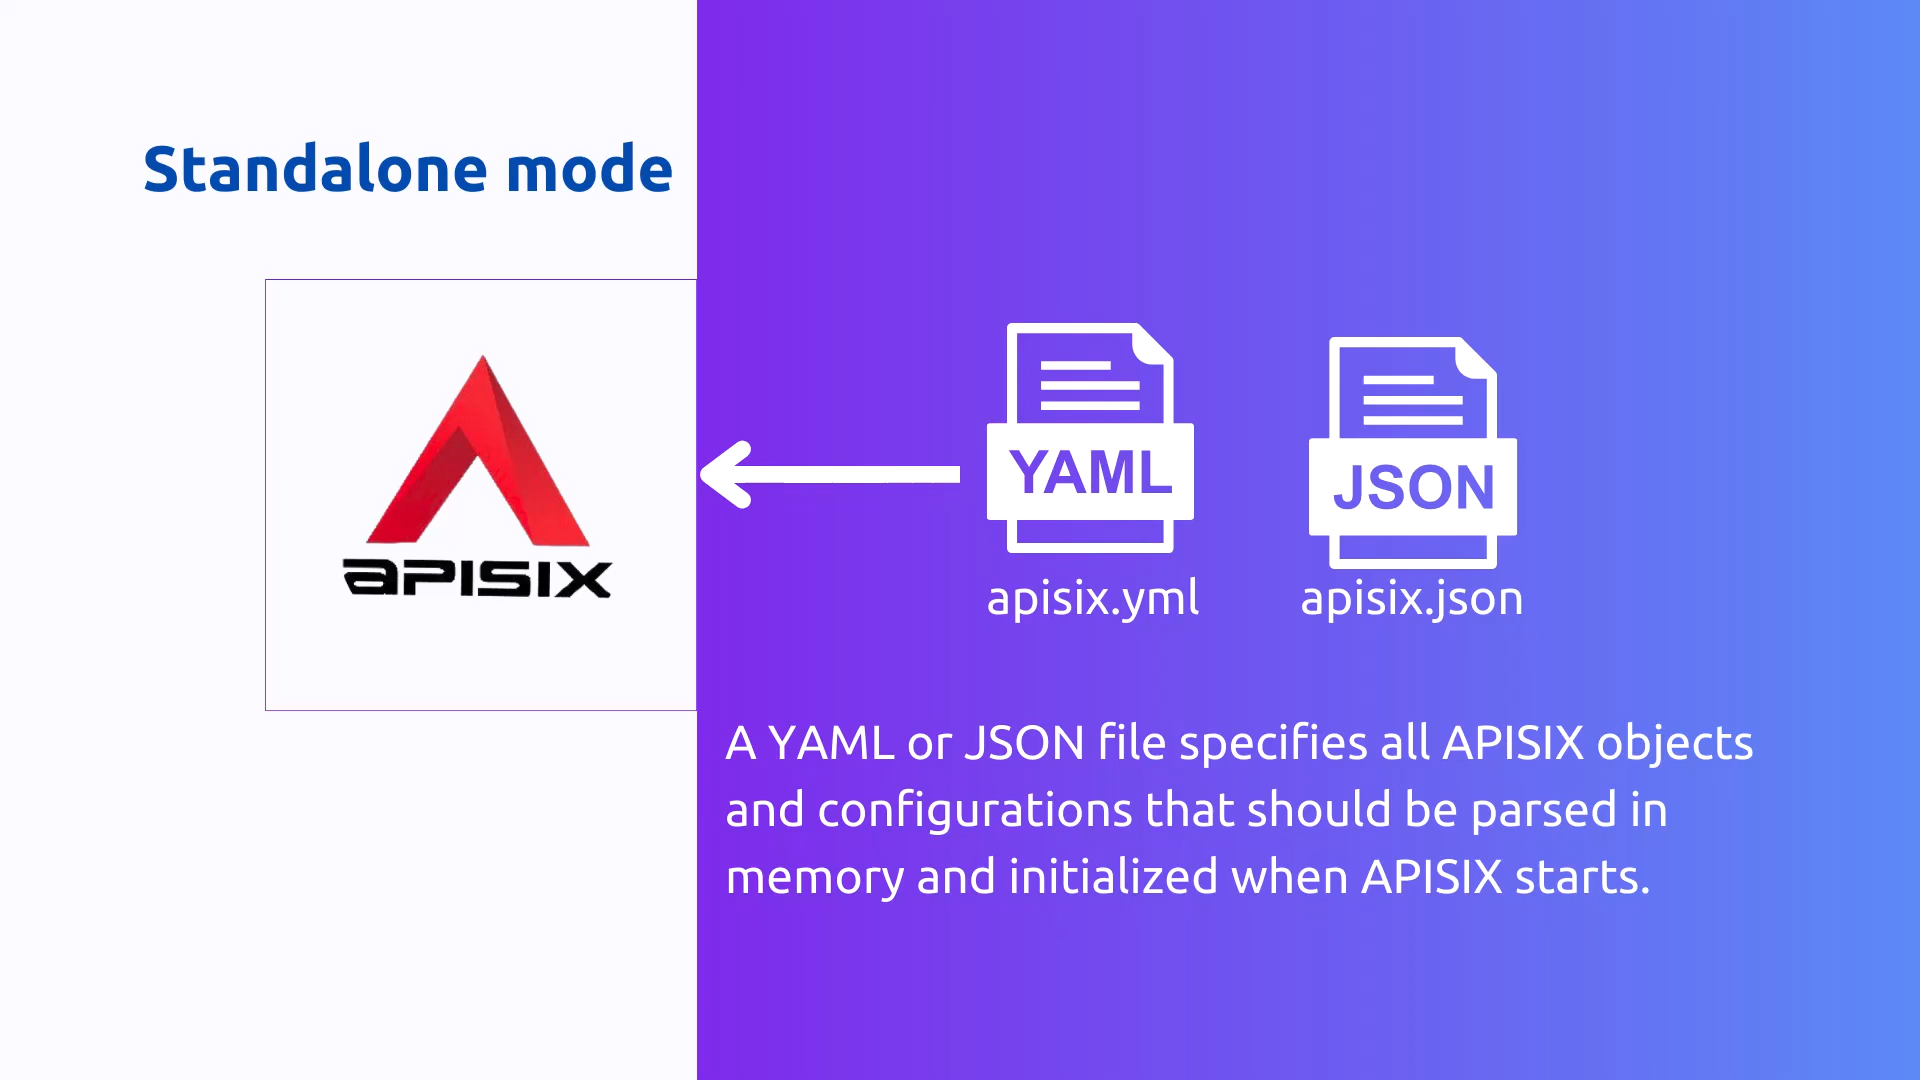 Standalone mode
APISIX
YAML
JSON
apisix.yml
apisix.json
A YAML or JSON file specifies all APISIX objects
and configurations that should be parsed in
memory and initialized when APISIX starts.